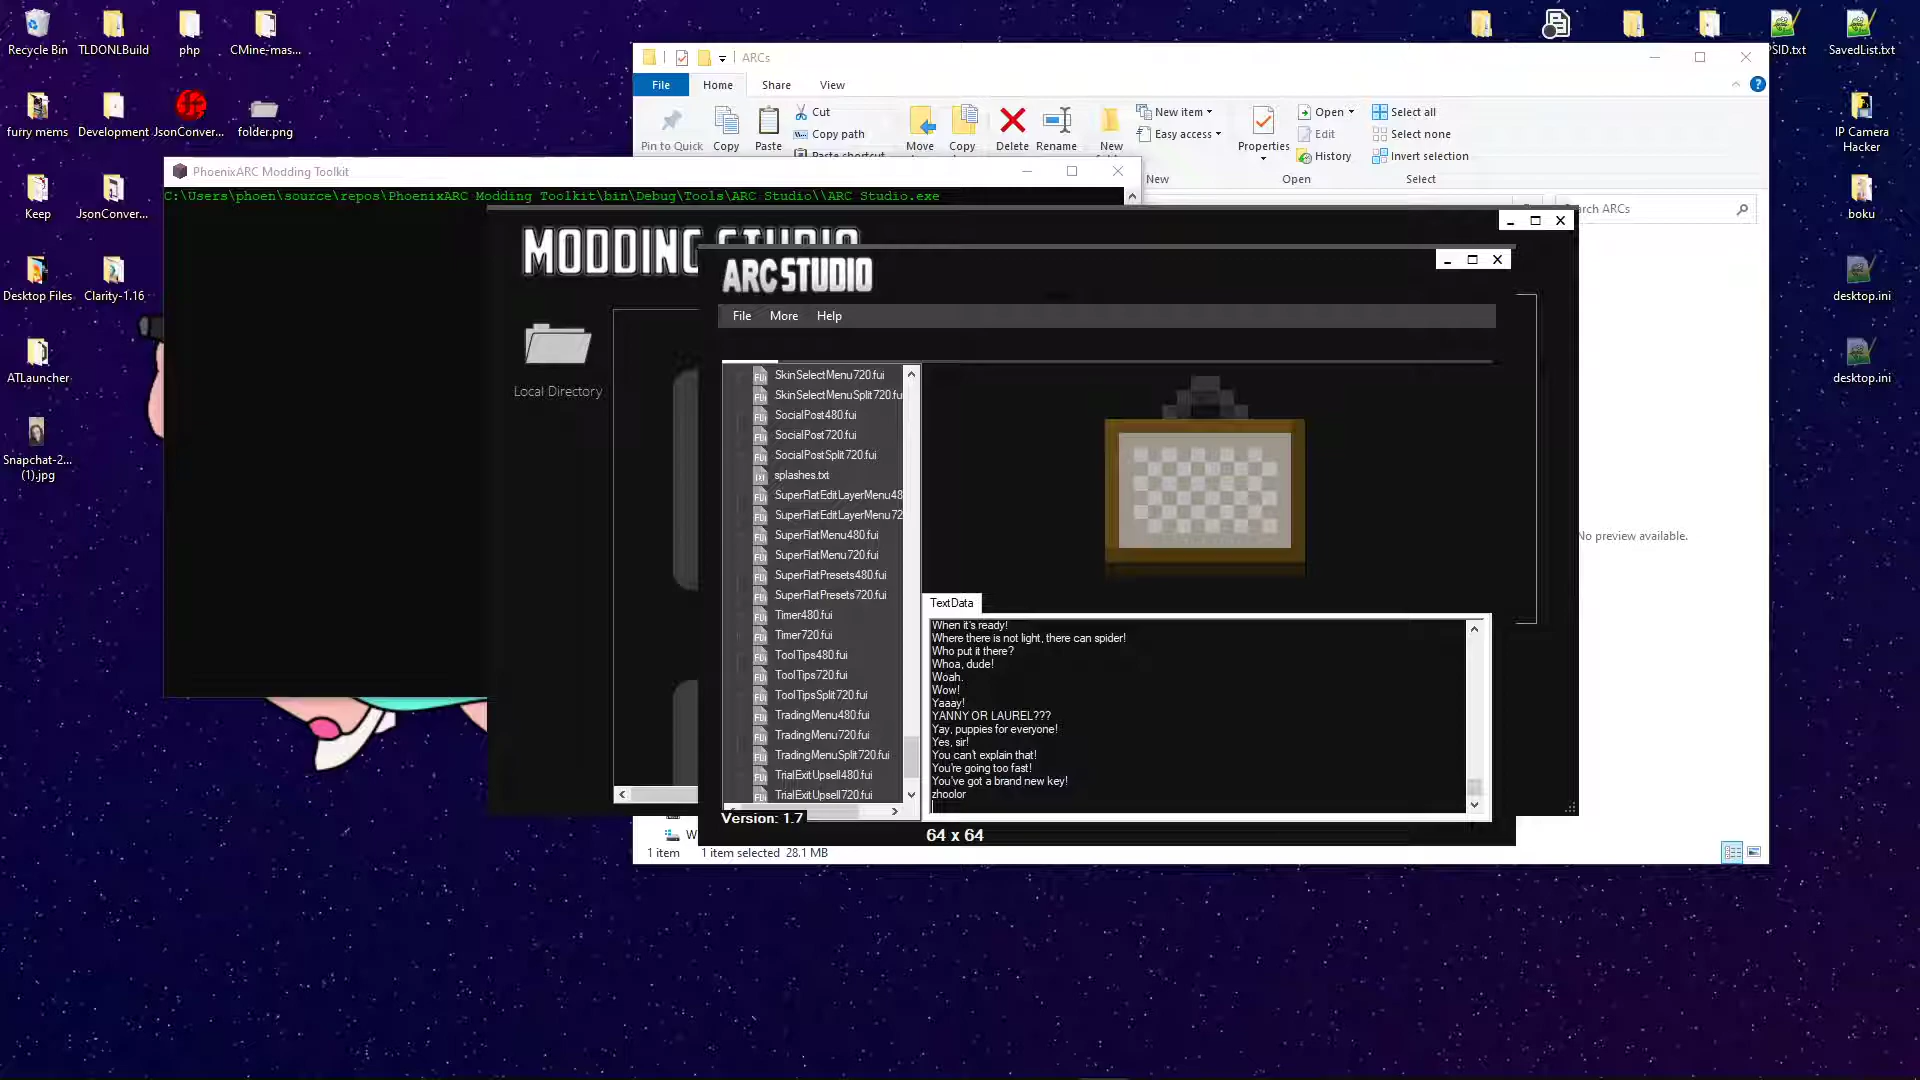 Recycle Bin
TLDONLBuild
php
CMine-mas...
furry mems
Development
JsonConver...
folder.png
Keep
JsonConver...
Desktop Files
Clarity-1.16
ATLauncher
Snapchat-2...
(1).jpg
PSID.txt
SavedList.txt
IP Camera
Hacker
boku
desktop.ini
desktop.ini
ARCs
File
Home
Share
View
Pin to Quick
Copy
Paste
Cut
Copy path
Paste shortcut
Move
Copy
Delete
Rename
New
New item
Easy access
Properties
Open
Edit
History
Select all
Select none
Invert selection
New
Open
Select
arch ARCs
No preview available.
PhoenixARC Modding Toolkit
C:\Users\phoen\source\repos\PhoenixARC Modding Toolkit\bin\Debug\Tools\ARC Studio\\ARC Studio.exe
MODDING STUDIO
Local Directory
ARC STUDIO
File More Help
SkinSelectMenu720.fui
SkinSelectMenuSplit720.fu
SocialPost480.fui
SocialPost720.fui
SocialPostSplit720.fui
splashes.txt
SuperFlatEditLayerMenu48
SuperFlatEditLayerMenu72
SuperFlatMenu480.fui
SuperFlatMenu720.fui
SuperFlatPresets480.fui
SuperFlatPresets720.fui
Timer480.fui
Timer720.fui
ToolTips480.fui
ToolTips720.fui
ToolTipsSplit720.fui
TradingMenu480.fui
TradingMenu720.fui
TradingMenuSplit720.fui
TrialExitUpsell480.fui
TrialExitUpsell720.fui
TextData
When it's ready!
Where there is not light, there can spider!
Who put it there?
Whoa, dude!
Woah.
Wow!
Yaaay!
YANNY OR LAUREL???
Yay, puppies for everyone!
Yes, sir!
You can't explain that!
You're going too fast!
You've got a brand new key!
zhoolor
Version: 1.7
64 x 64
W
1 item
1 item selected 28.1 MB